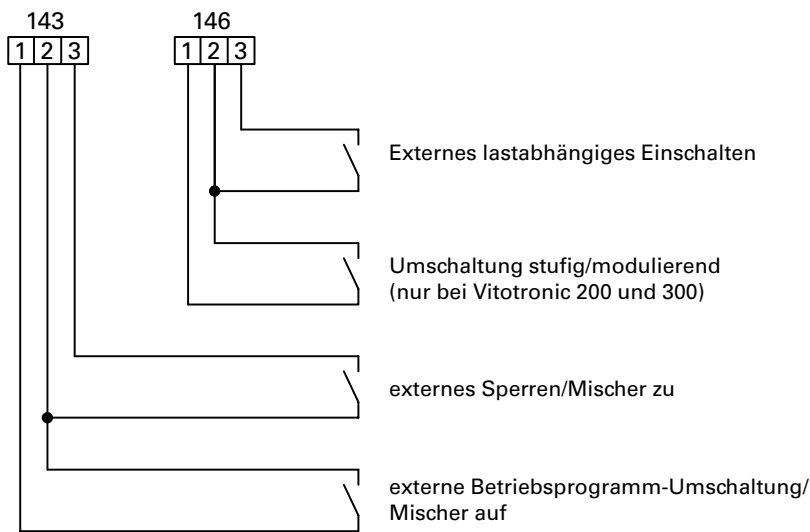 143 146
1 2 3 1 2 3
Externes lastabhängiges Einschalten
Umschaltung stufig/modulierend
(nur bei Vitotronic 200 und 300)
externes Sperren/Mischer zu
externe Betriebsprogramm-Umschaltung/
Mischer auf